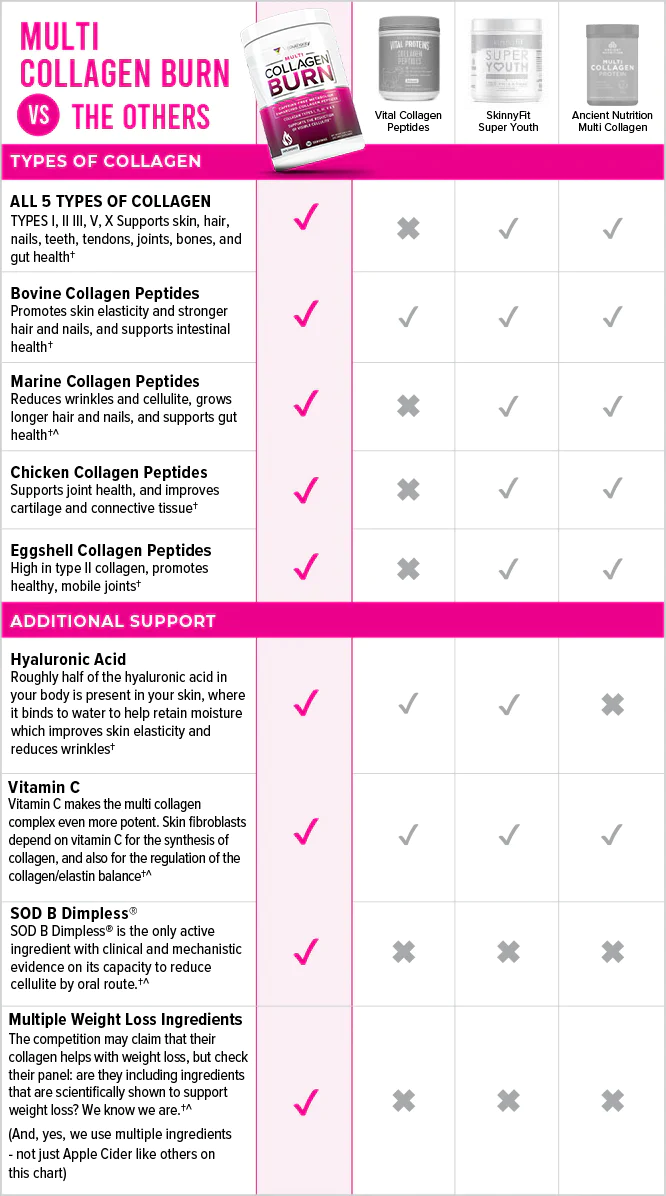 MULTI
COLLAGEN BURN
VS THE OTHERS
MULTI
COLLAGEN
BURN
VITAL PROTEINS
COLLAGEN
PEPTIDES
SUPER
YOUTH
MULTI
COLLAGEN
PROTEIN
Vital Collagen
Peptides
SkinnyFit
Super Youth
Ancient Nutrition
Multi Collagen
TYPES OF COLLAGEN
ALL 5 TYPES OF COLLAGEN
TYPES I, II III, V, X Supports skin, hair,
nails, teeth, tendons, joints, bones, and
gut health†
Bovine Collagen Peptides
Promotes skin elasticity and stronger
hair and nails, and supports intestinal
health†
Marine Collagen Peptides
Reduces wrinkles and cellulite, grows
longer hair and nails, and supports gut
health†^
Chicken Collagen Peptides
Supports joint health, and improves
cartilage and connective tissue†
Eggshell Collagen Peptides
High in type II collagen, promotes
healthy, mobile joints†
ADDITIONAL SUPPORT
Hyaluronic Acid
Roughly half of the hyaluronic acid in
your body is present in your skin, where
it binds to water to help retain moisture
which improves skin elasticity and
reduces wrinkles†
Vitamin C
Vitamin C makes the multi collagen
complex even more potent. Skin fibroblasts
depend on vitamin C for the synthesis of
collagen, and also for the regulation of the
collagen/elastin balance†^
SOD B Dimpless®
SOD B Dimpless® is the only active
ingredient with clinical and mechanistic
evidence on its capacity to reduce
cellulite by oral route.†^
Multiple Weight Loss Ingredients
The competition may claim that their
collagen helps with weight loss, but check
their panel: are they including ingredients
that are scientifically shown to support
weight loss? We know we are.†^
(And, yes, we use multiple ingredients
- not just Apple Cider like others on
this chart)